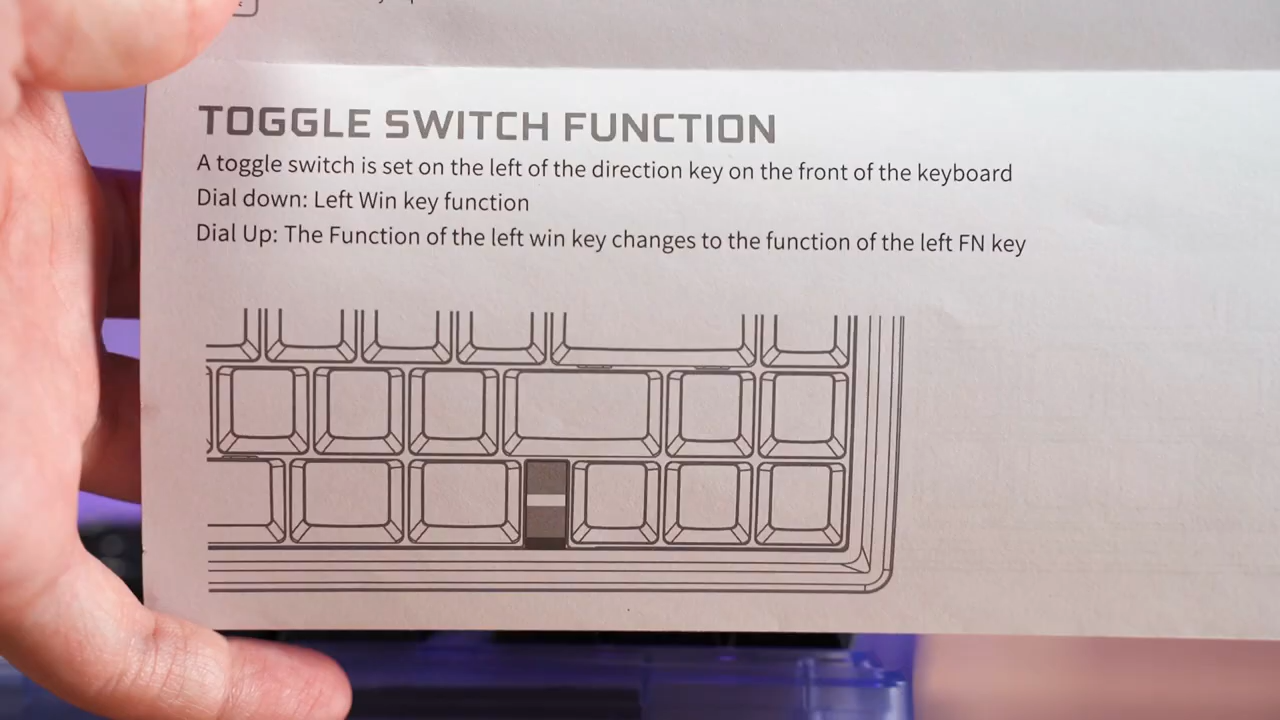 TOGGLE SWITCH FUNCTION
A toggle switch is set on the left of the direction key on the front of the keyboard
Dial down: Left Win key function
Dial Up: The Function of the left win key changes to the function of the left FN key